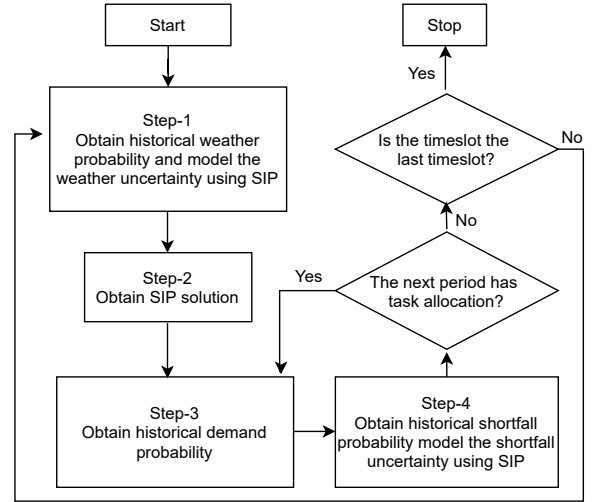 Start
Step-1
Obtain historical weather
probability and model the
weather uncertainty using SIP
Step-2
Obtain SIP solution
Step-3
Obtain historical demand
probability
Step-4
Obtain historical shortfall
probability model the shortfall
uncertainty using SIP
The next period has
task allocation?
Yes
No
Is the timeslot the
last timeslot?
No
Yes
Stop